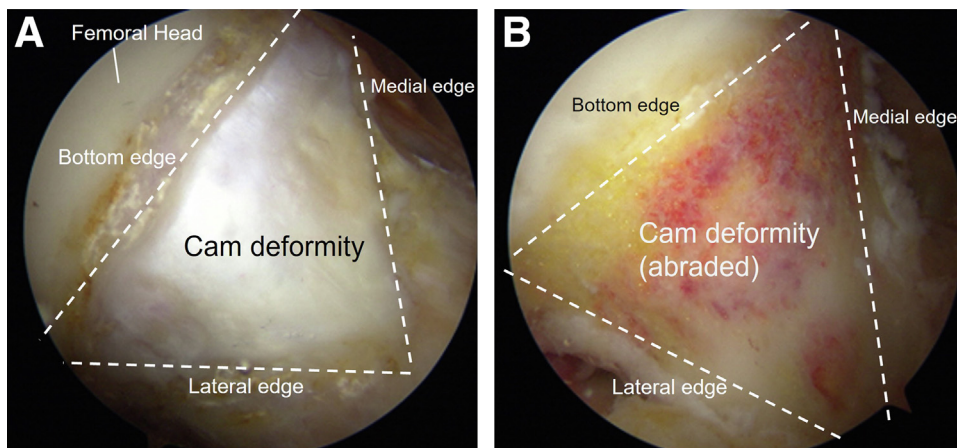 A
Femoral Head
Medial edge
Bottom edge
Cam deformity
Lateral edge
B
Bottom edge
Medial edge
Cam deformity
(abraded)
Lateral edge